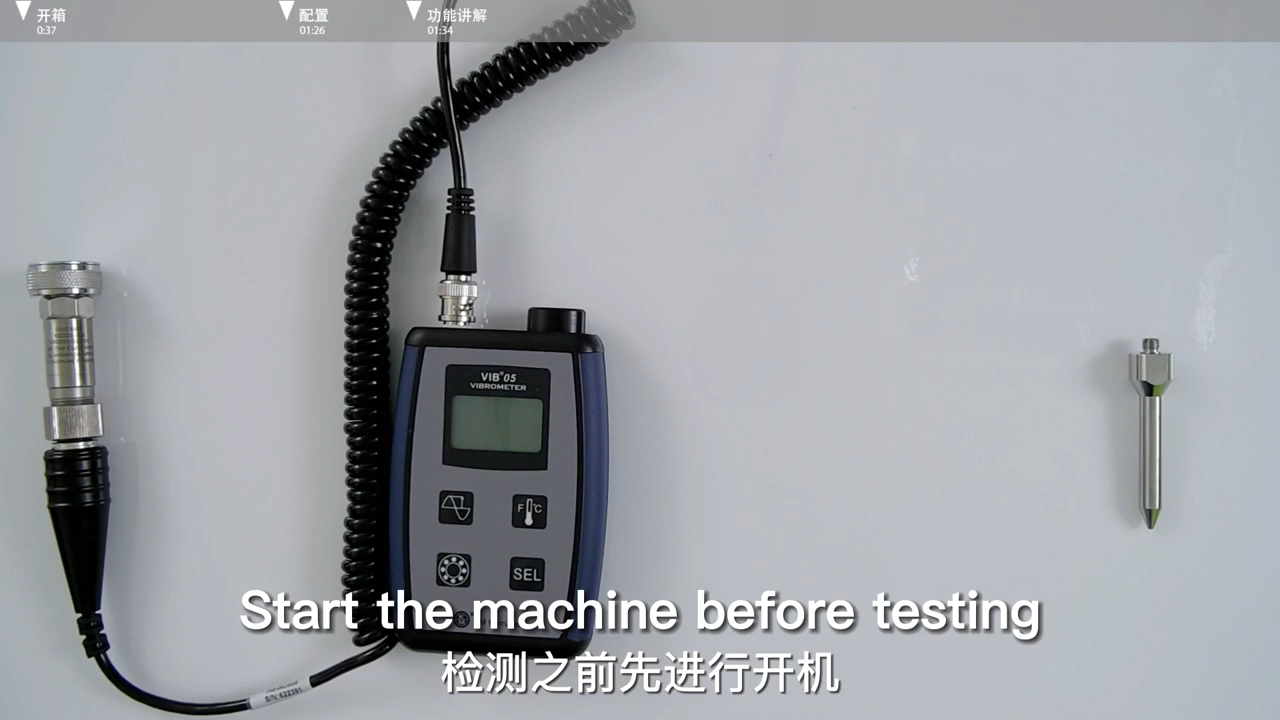 开箱
0:37
配置
01:26
功能讲解
01:34
VIB®05
VIBROMETER
F °C
SEL
Start the machine before testing
检测之前先进行开机
S/N:622391